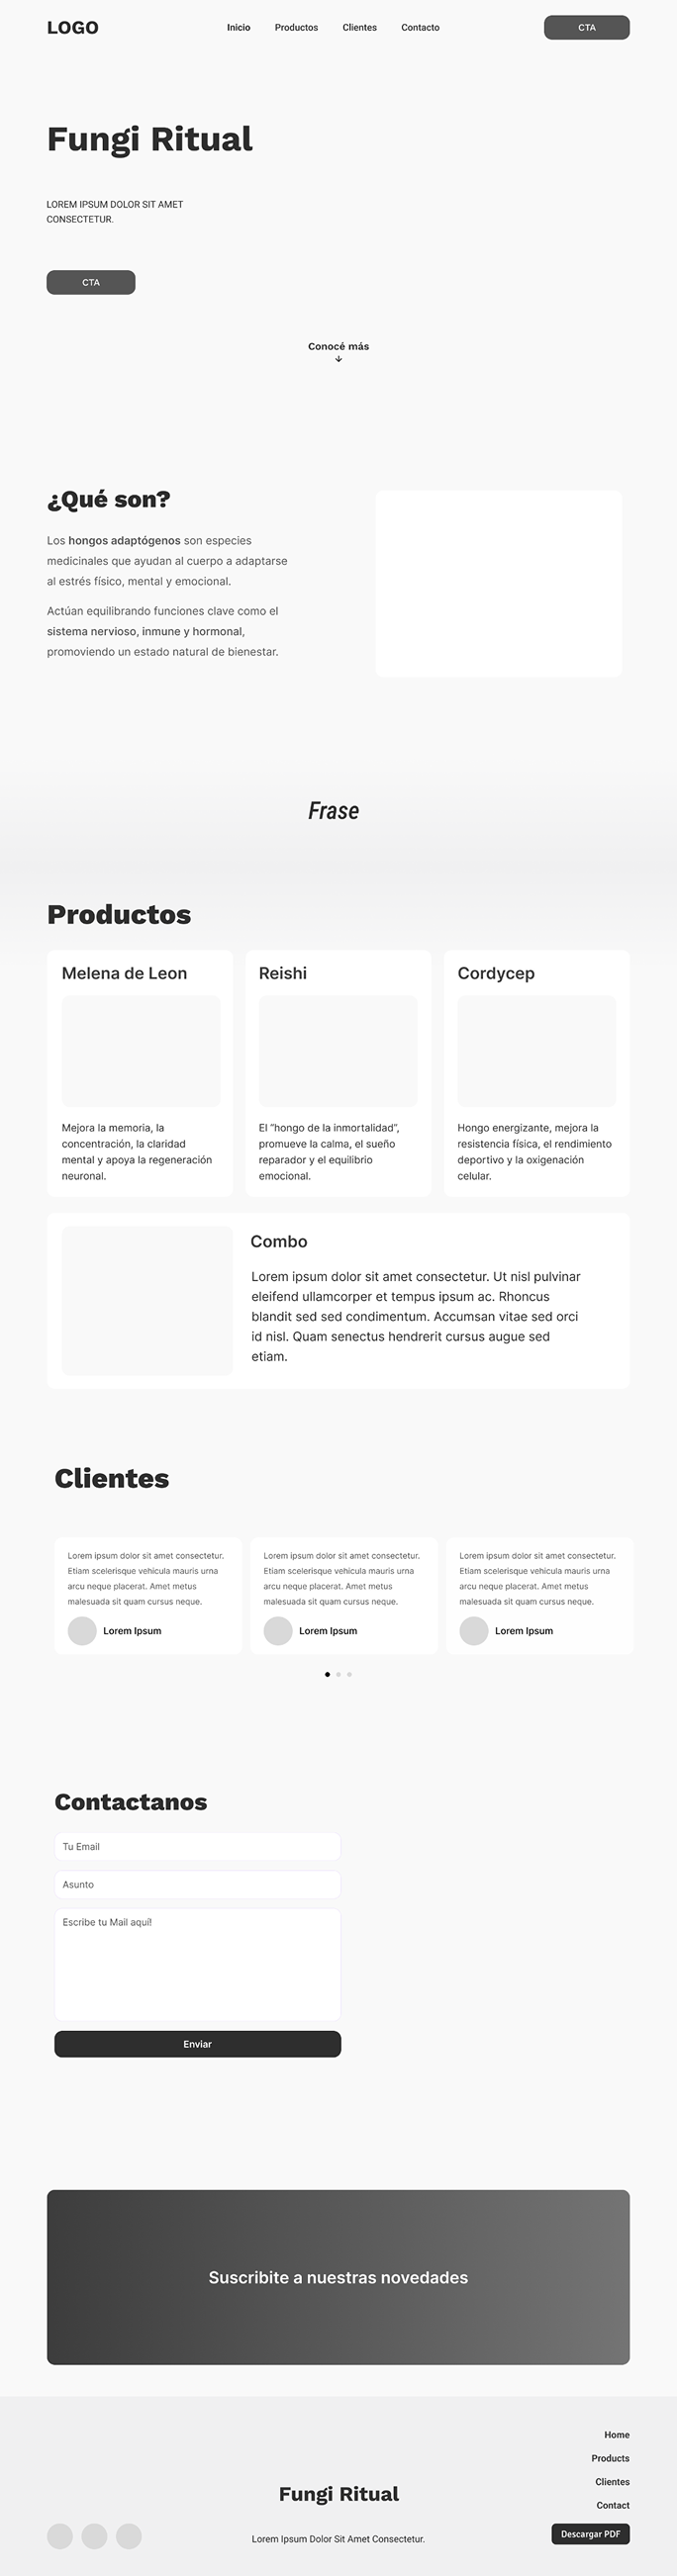 LOGO
Inicio Productos Clientes Contacto
CTA
Fungi Ritual
LOREM IPSUM DOLOR SIT AMET
CONSECTETUR.
CTA
Conocé más
↓
¿Qué son?
Los hongos adaptógenos son especies
medicinales que ayudan al cuerpo a adaptarse
al estrés físico, mental y emocional.
Actúan equilibrando funciones clave como el
sistema nervioso, inmune y hormonal,
promoviendo un estado natural de bienestar.
Frase
Productos
Melena de Leon
Mejora la memoria, la
concentración, la claridad
mental y apoya la regeneración
neuronal.
Reishi
El “hongo de la inmortalidad”,
promueve la calma, el sueño
reparador y el equilibrio
emocional.
Cordycep
Hongo energizante, mejora la
resistencia física, el rendimiento
deportivo y la oxigenación
celular.
Combo
Lorem ipsum dolor sit amet consectetur. Ut nisl pulvinar
eleifend ullamcorper et tempus ipsum ac. Rhoncus
blandit sed sed condimentum. Accumsan vitae sed orci
id nisl. Quam senectus hendrerit cursus augue sed
etiam.
Clientes
Lorem ipsum dolor sit amet consectetur.
Etiam scelerisque vehicula mauris urna
arcu neque placerat. Amet metus
malesuada sit quam cursus neque.
Lorem Ipsum
Lorem ipsum dolor sit amet consectetur.
Etiam scelerisque vehicula mauris urna
arcu neque placerat. Amet metus
malesuada sit quam cursus neque.
Lorem Ipsum
Lorem ipsum dolor sit amet consectetur.
Etiam scelerisque vehicula mauris urna
arcu neque placerat. Amet metus
malesuada sit quam cursus neque.
Lorem Ipsum
Contactanos
Tu Email
Asunto
Escribe tu Mail aqui!
Enviar
Suscribite a nuestras novedades
Home
Products
Clientes
Contact
Descargar PDF
Fungi Ritual
Lorem Ipsum Dolor Sit Amet Consectetur.